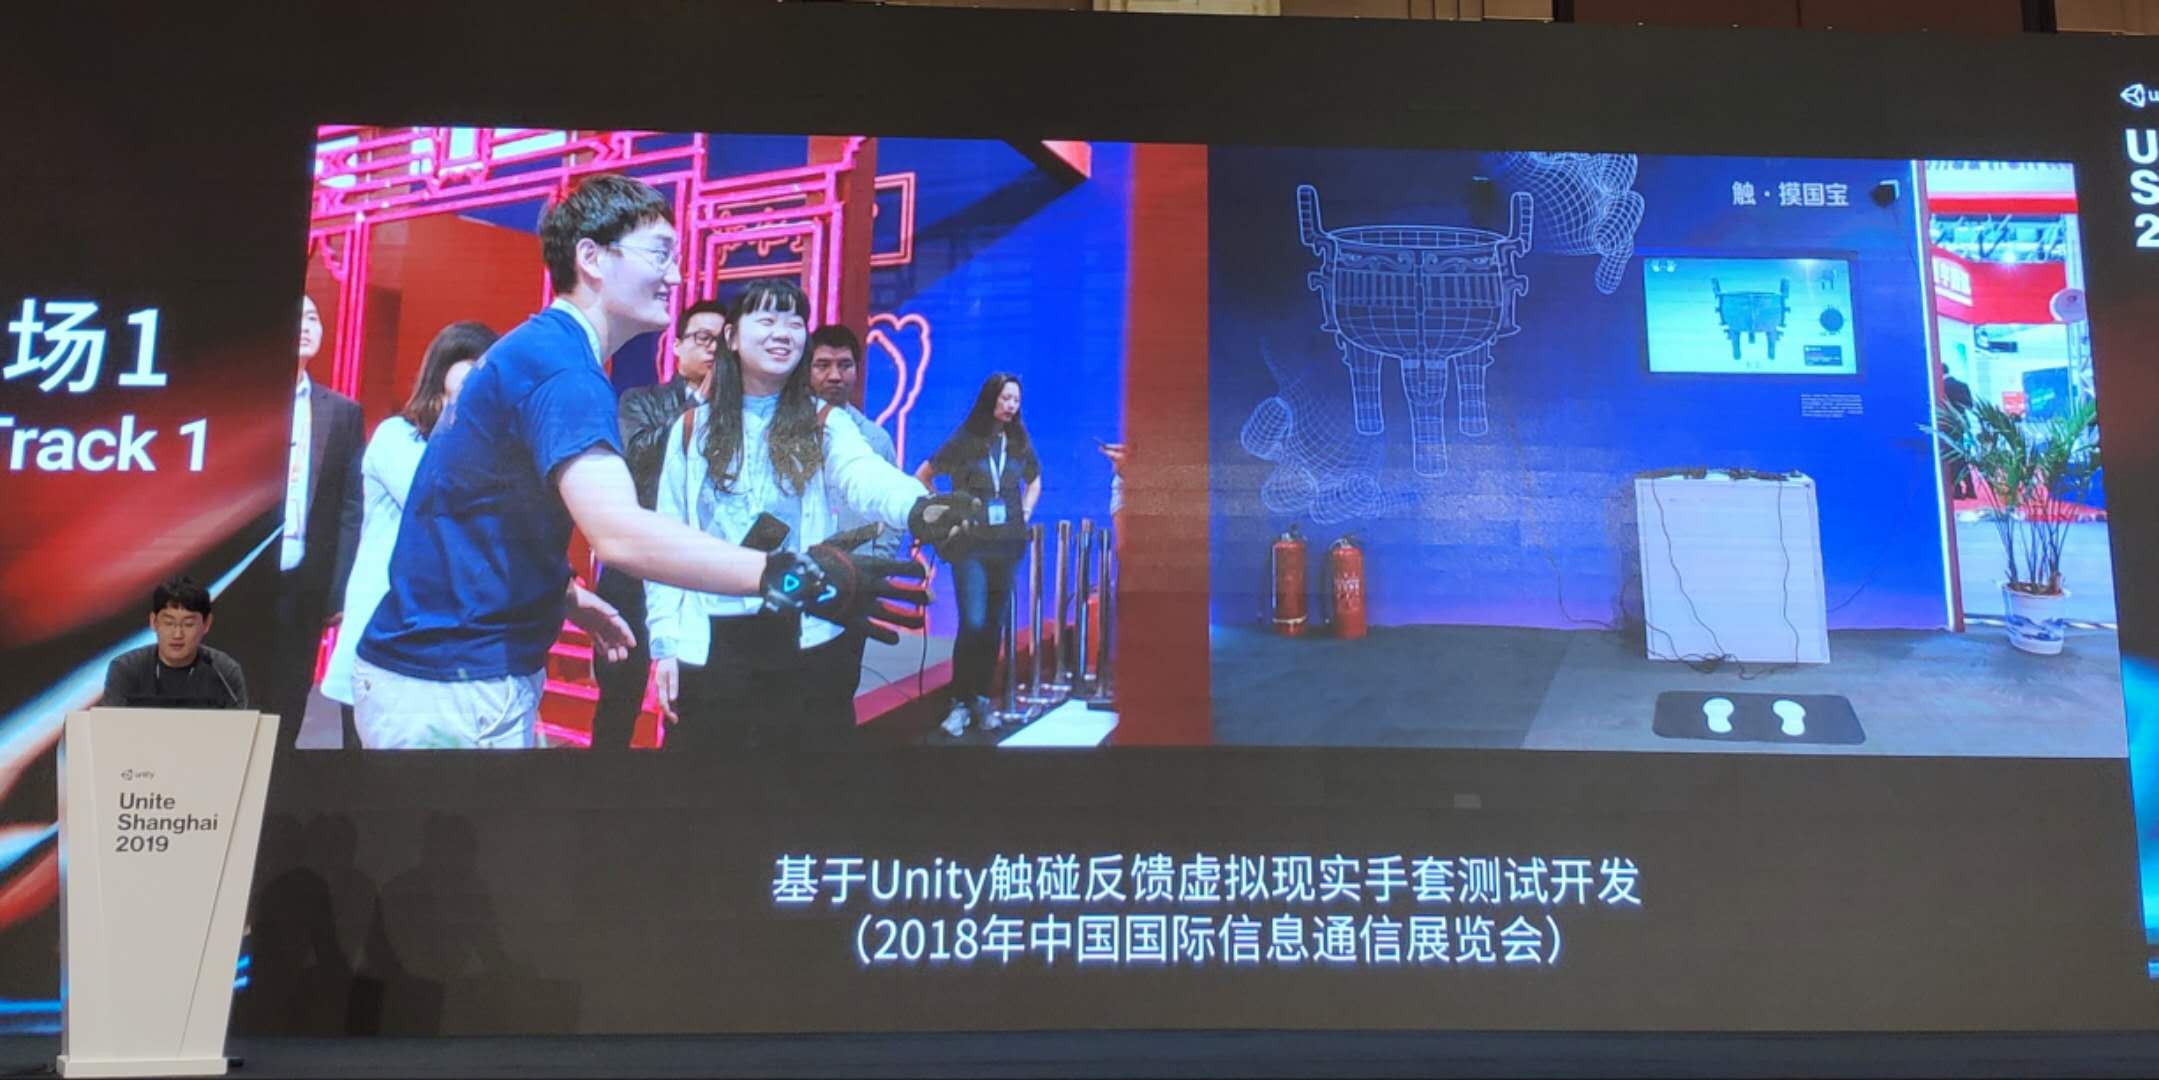 场1
Track 1
触·摸国宝
unity
Unite
Shanghai
2019
基于Unity触碰反馈虚拟现实手套测试开发
（2018年中国国际信息通信展览会）